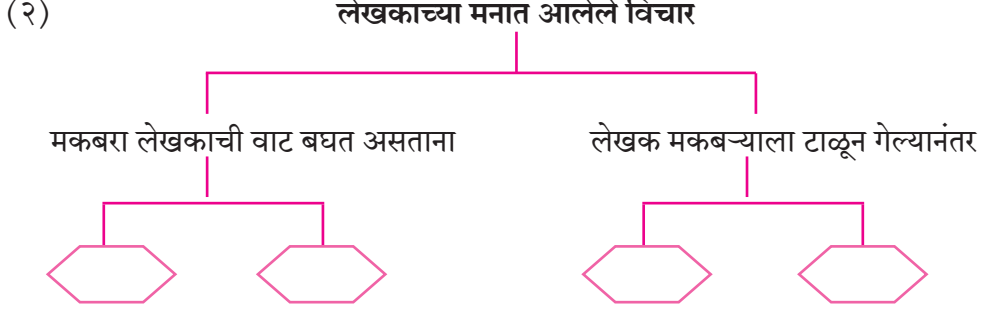 (२) लेखकाच्या मनात आलेले विचार
मकबरा लेखकाची वाट बघत असताना लेखक मकबऱ्याला टाळून गेल्यानंतर